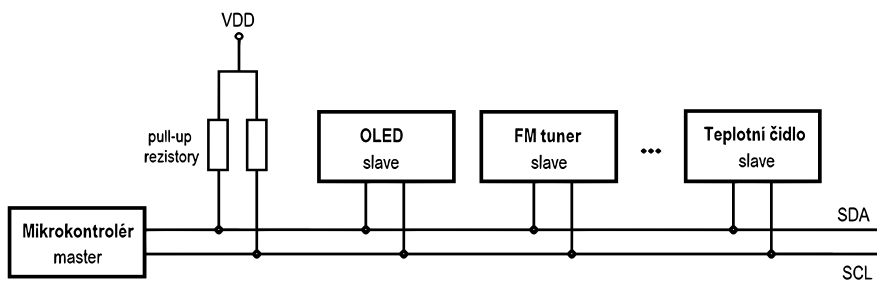 VDD
pull-up
rezistory
OLED
slave
FM tuner
slave
...
Teplotní čidlo
slave
Mikrokontrolér
master
SDA
SCL